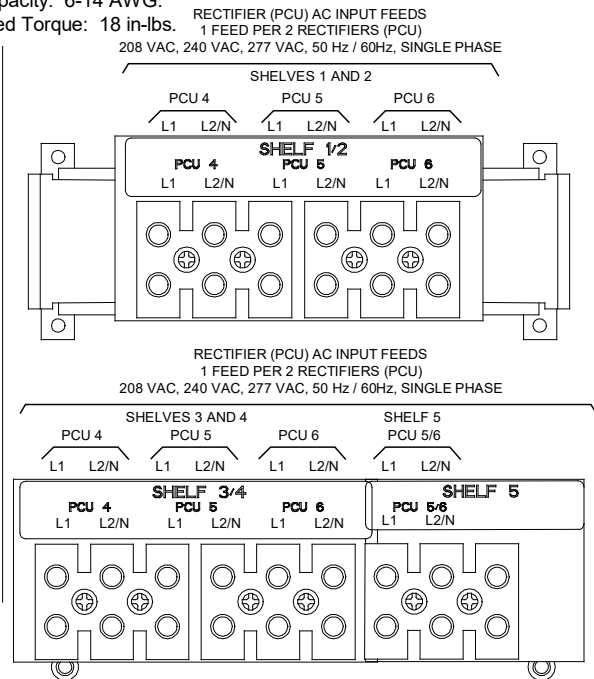 pacity: 6-14 AWG.
ed Torque: 18 in-lbs.
RECTIFIER (PCU) AC INPUT FEEDS
1 FEED PER 2 RECTIFIERS (PCU)
208 VAC, 240 VAC, 277 VAC, 50 Hz / 60Hz, SINGLE PHASE
SHELVES 1 AND 2
PCU 4 PCU 5 PCU 6
L1 L2/N L1 L2/N L1 L2/N
SHELF 1/2
PCU 4 PCU 5 PCU 6
L1 L2/N L1 L2/N L1 L2/N
RECTIFIER (PCU) AC INPUT FEEDS
1 FEED PER 2 RECTIFIERS (PCU)
208 VAC, 240 VAC, 277 VAC, 50 Hz / 60Hz, SINGLE PHASE
SHELVES 3 AND 4 SHELF 5
PCU 4 PCU 5 PCU 6 PCU 5/6
L1 L2/N L1 L2/N L1 L2/N L1 L2/N
SHELF 3/4 SHELF 5
PCU 4 PCU 5 PCU 6 PCU 5/6
L1 L2/N L1 L2/N L1 L2/N L1 L2/N